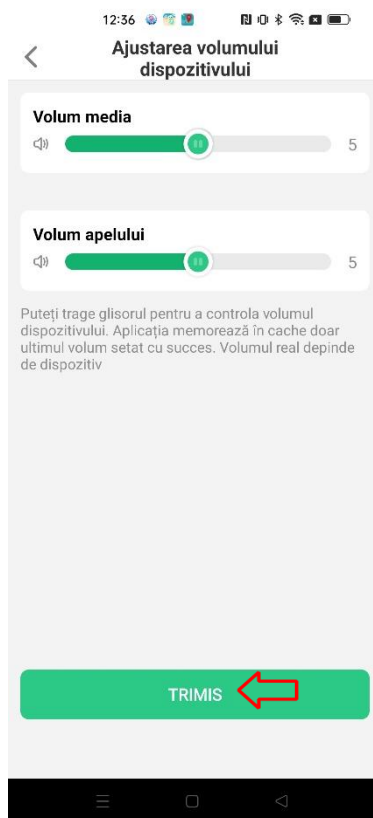 12:36
Ajustarea volumului
dispozitivului
Volum media
5
Volum apelului
5
Puteți trage glisorul pentru a controla volumul
dispozitivului. Aplicația memorează în cache doar
ultimul volum setat cu succes. Volumul real depinde
de dispozitiv
TRIMIS